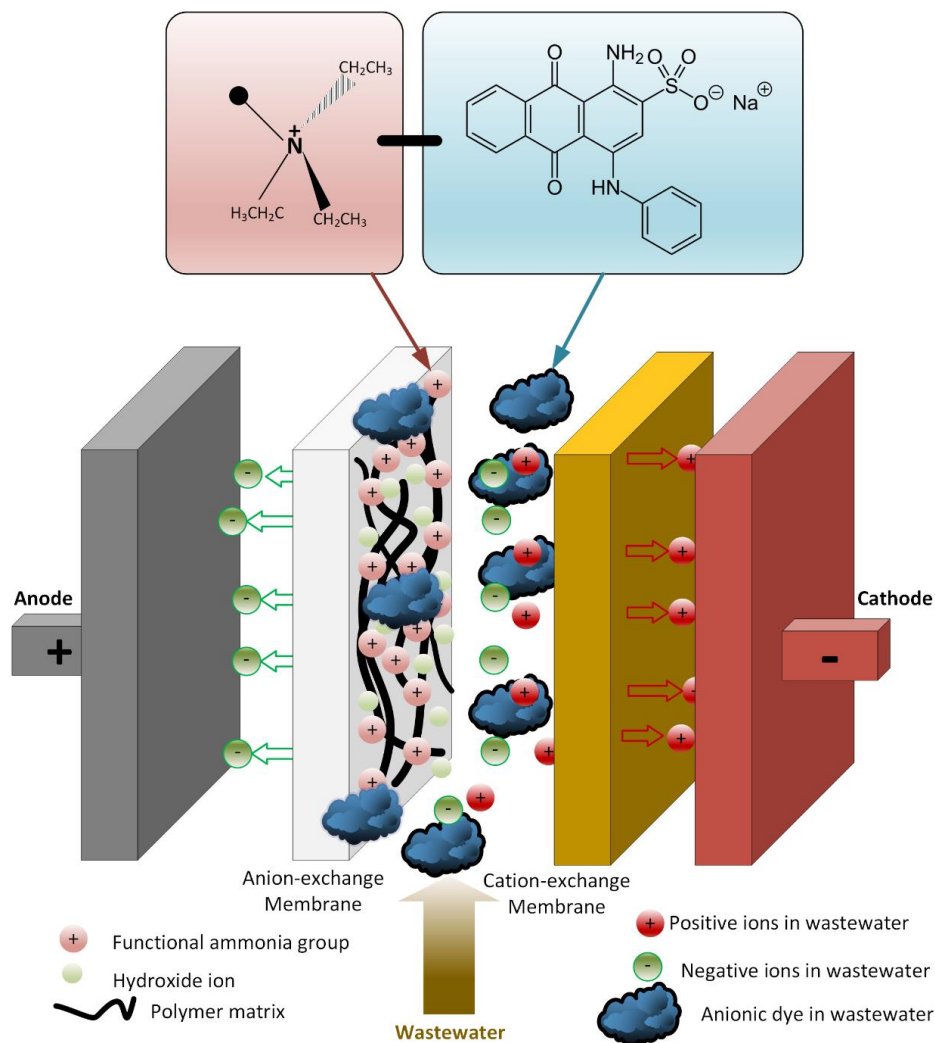 CH₂CH₃
+
N
H₃CH₂C
CH₂CH₃
O
NH₂
O
O
S
O⊖ Na⊕
O
HN
Anode
+
Cathode
-
Anion-exchange
Membrane
Cation-exchange
Membrane
+ Functional ammonia group
Hydroxide ion
Polymer matrix
Wastewater
+ Positive ions in wastewater
- Negative ions in wastewater
Anionic dye in wastewater